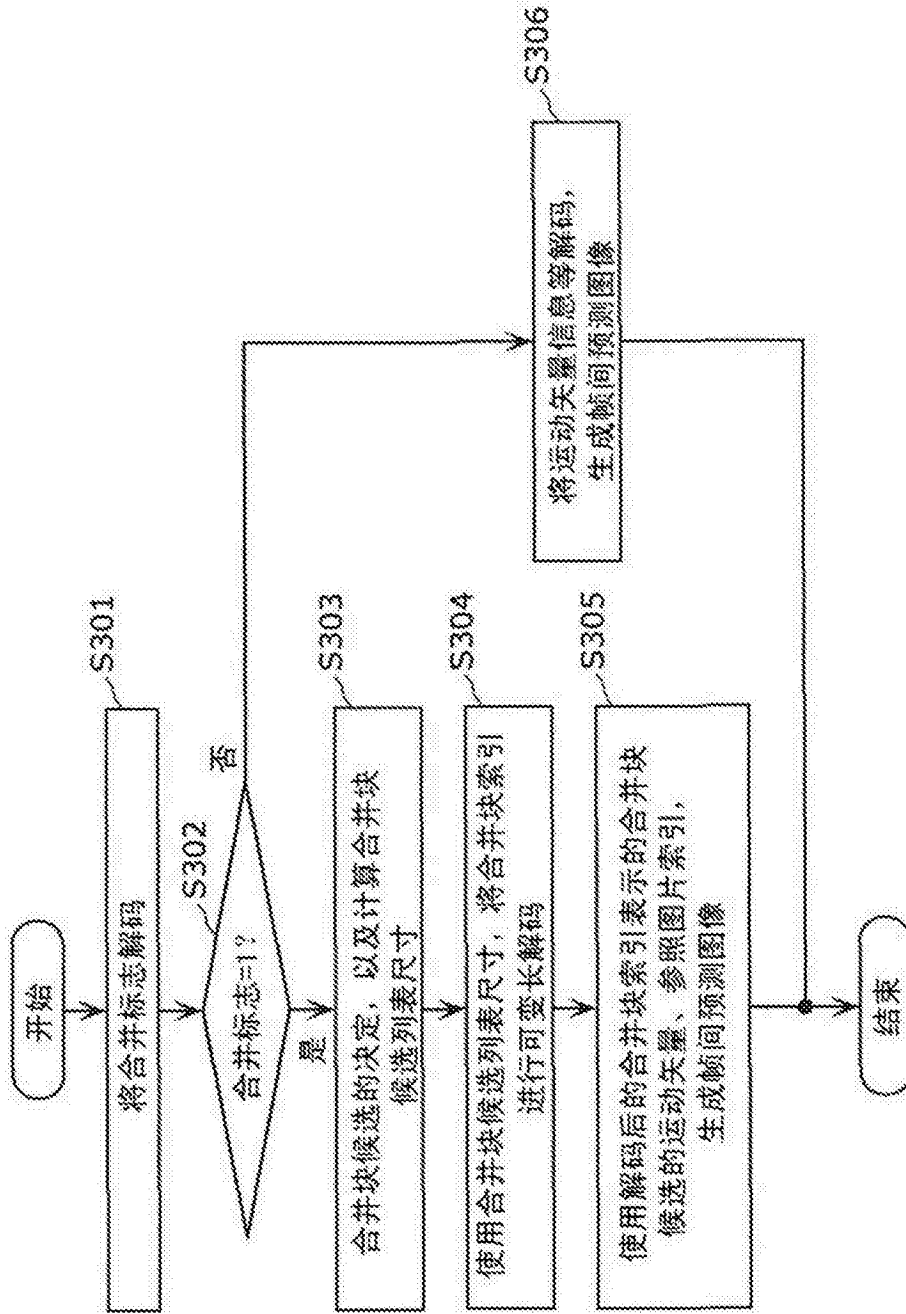 开始
S301
将合并标志解码
S302
合并标志=1?
否
是
S303
合并块候选的决定，以及计算合并块
候选列表尺寸
S304
使用合并块候选列表尺寸，将合并块索引
进行可变长解码
S305
使用解码后的合并块索引表示的合并块
候选的运动矢量、参照图片索引，
生成帧间预测图像
S306
将运动矢量信息等解码，
生成帧间预测图像
结束